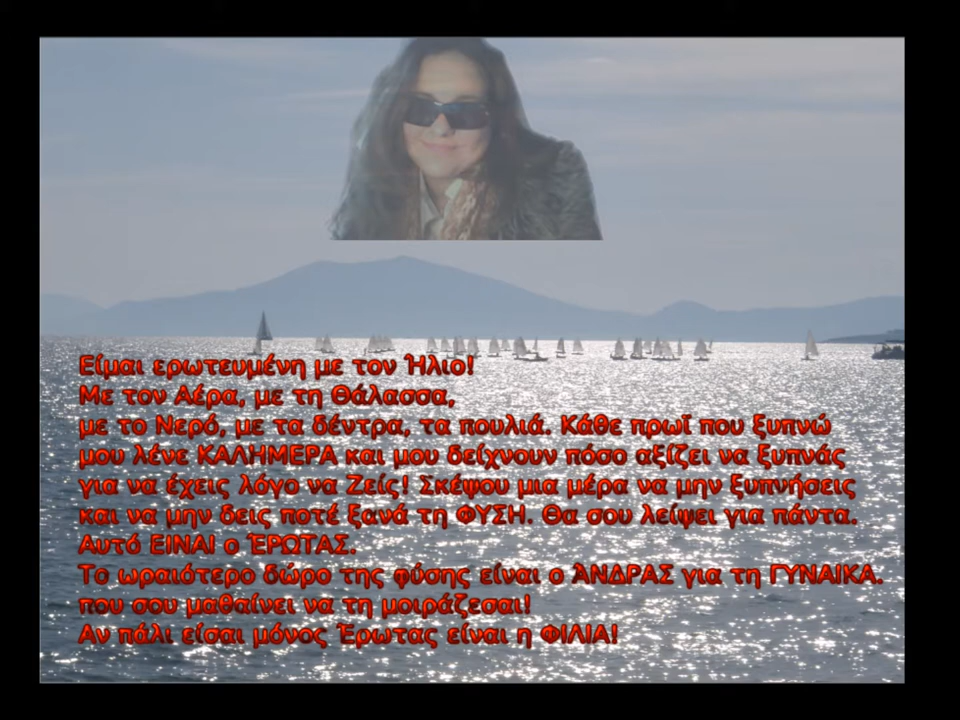 Είμαι ερωτευμένη με τον Ήλιο!
Με τον Αέρα, με τη Θάλασσα,
με το Νερό, με τα δέντρα, τα πουλιά. Κάθε πρωΐ που ξυπνώ
μου λένε ΚΑΛΗΜΕΡΑ και μου δείχνουν πόσο αξίζει να ξυπνάς
για να έχεις λόγο να Ζείς! Σκέψου μια μέρα να μην ξυπνήσεις
και να μην δεις ποτέ ξανά τη ΦΥΣΗ. Θα σου λείψει για πάντα.
Αυτό ΕΙΝΑΙ ο ΈΡΩΤΑΣ.
Το ωραιότερο δώρο της φύσης είναι ο ΆΝΔΡΑΣ για τη ΓΥΝΑΙΚΑ.
που σου μαθαίνει να τη μοιράζεσαι!
Αν πάλι είσαι μόνος Έρωτας είναι η ΦΙΛΙΑ!